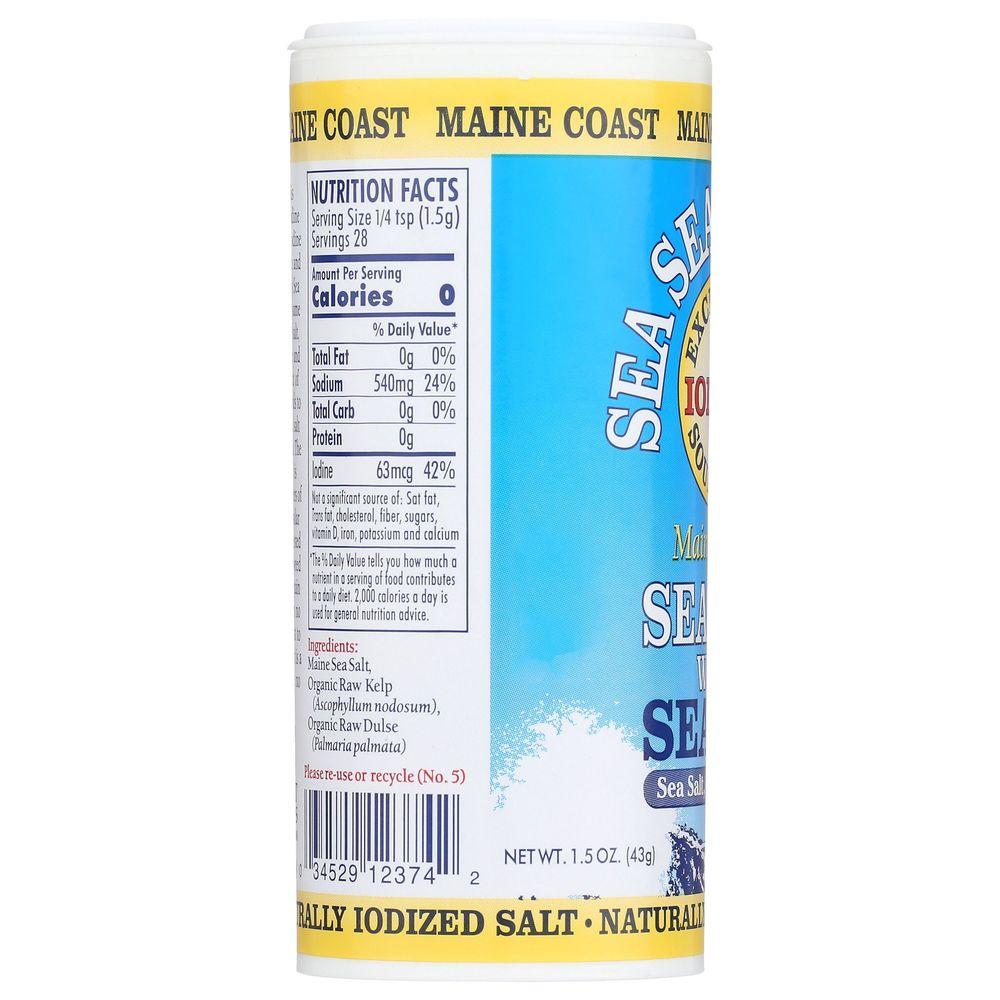 MAINE COAST
MAINE COAST
NUTRITION FACTS
Serving Size 1/4 tsp (1.5g)
Servings 28
Amount Per Serving
Calories 0
% Daily Value*
Total Fat 0g 0%
Sodium 540mg 24%
Total Carb 0g 0%
Protein 0g
Iodine 63mcg 42%
Not a significant source of: Sat fat,
Trans fat, cholesterol, fiber, sugars,
vitamin D, iron, potassium and calcium
*The % Daily Value tells you how much a
nutrient in a serving of food contributes
to a daily diet. 2,000 calories a day is
used for general nutrition advice.
Ingredients:
Maine Sea Salt,
Organic Raw Kelp
(Ascophyllum nodosum),
Organic Raw Dulse
(Palmaria palmata)
Please re-use or recycle (No. 5)
0 34529 12374 2
SEA SEA
SEA
SEA
Sea Salt,
NET WT. 1.5 OZ. (43g)
IODIZED SALT • NATURALLY